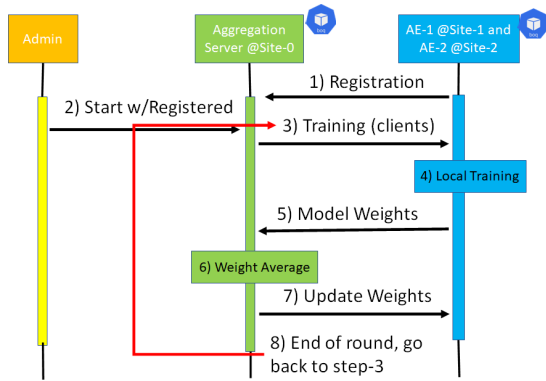 Admin
Aggregation
Server @Site-0
AE-1 @Site-1 and
AE-2 @Site-2
1) Registration
2) Start w/Registered
3) Training (clients)
4) Local Training
5) Model Weights
6) Weight Average
7) Update Weights
8) End of round, go
back to step-3